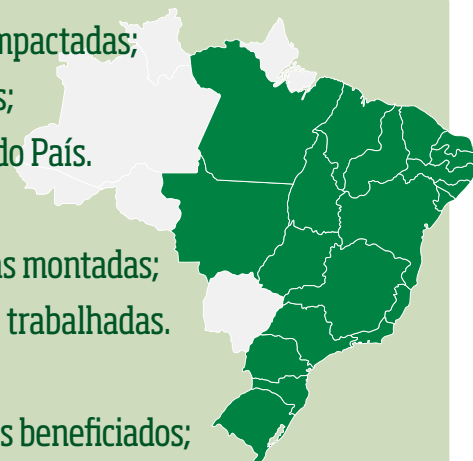 mpactadas;
s;
do País.
as montadas;
trabalhadas.
s beneficiados;